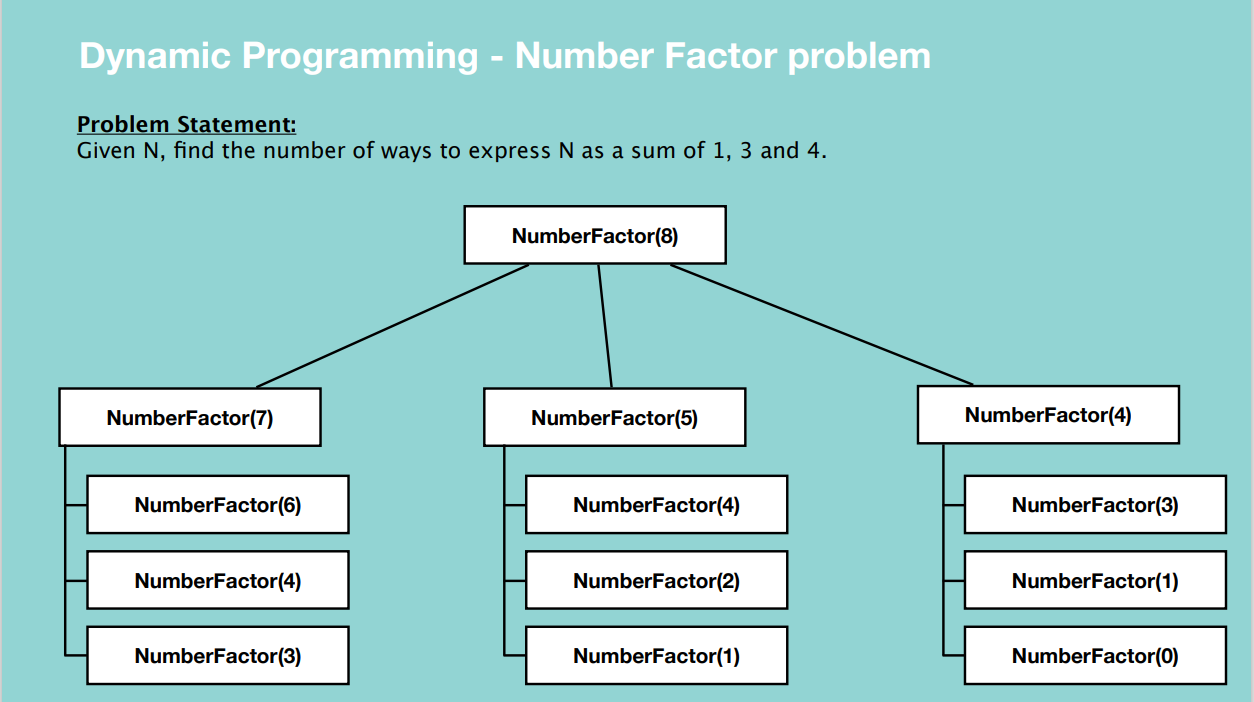 Dynamic Programming - Number Factor problem
Problem Statement:
Given N, find the number of ways to express N as a sum of 1, 3 and 4.
NumberFactor(8)
NumberFactor(7)
NumberFactor(5)
NumberFactor(4)
NumberFactor(6)
NumberFactor(4)
NumberFactor(3)
NumberFactor(4)
NumberFactor(2)
NumberFactor(1)
NumberFactor(3)
NumberFactor(1)
NumberFactor(0)